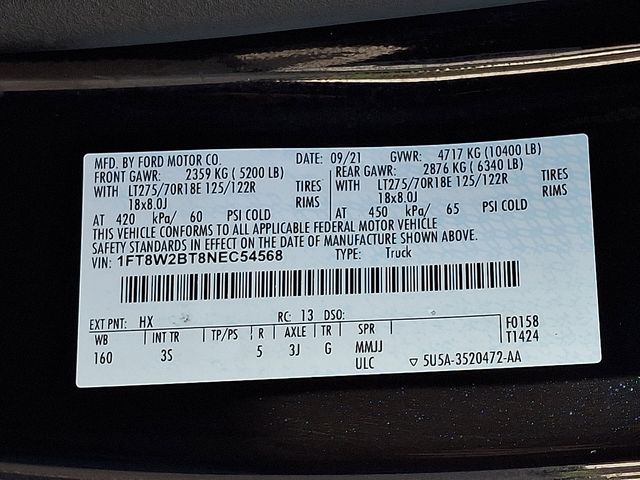 MFD. BY FORD MOTOR CO. DATE: 09/21 GVWR: 4717 KG (10400 LB)
FRONT GAWR: 2359 KG ( 5200 LB) REAR GAWR: 2876 KG ( 6340 LB)
WITH LT275/70R18E 125/122R TIRES WITH LT275/70R18E 125/122R TIRES
18x8.0J RIMS 18x8.0J RIMS
AT 420 kPa/ 60 PSI COLD AT 450 kPa/ 65 PSI COLD
THIS VEHICLE CONFORMS TO ALL APPLICABLE FEDERAL MOTOR VEHICLE
SAFETY STANDARDS IN EFFECT ON THE DATE OF MANUFACTURE SHOWN ABOVE.
VIN: 1FT8W2BT8NEC54568 TYPE: Truck
EXT PNT: HX RC: 13 DSO: F0158
WB INT TR TP/PS R AXLE TR SPR T1424
160 3S 5 3J G MMJJ
ULC ▽ 5U5A-3520472-AA